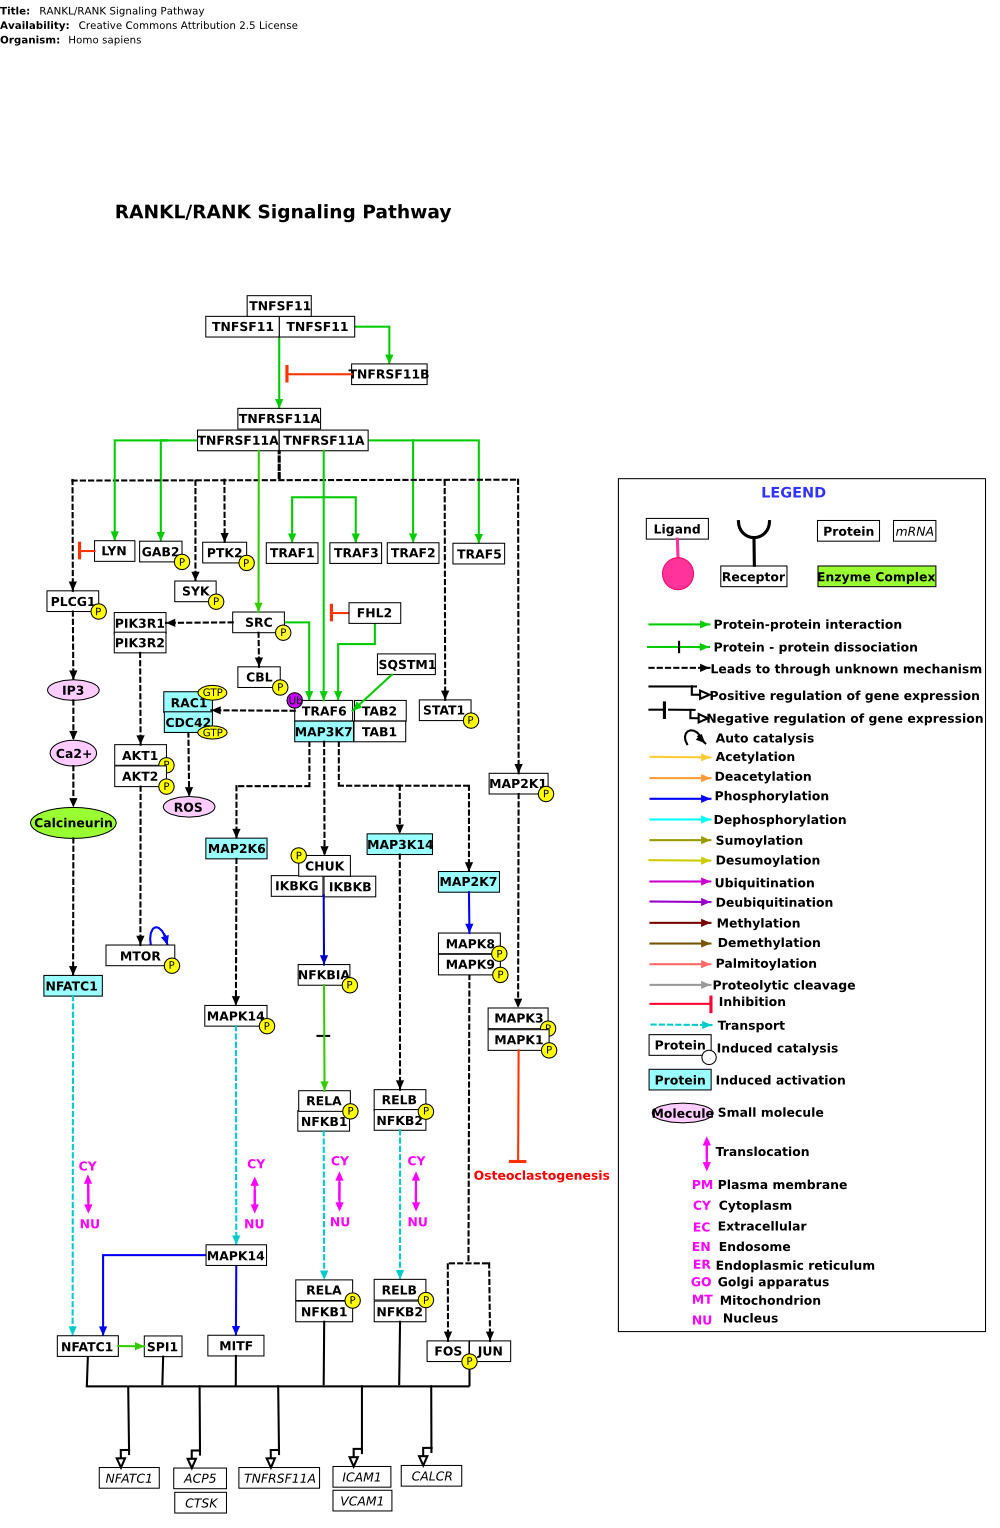 Title: RANKL/RANK Signaling Pathway
Availability: Creative Commons Attribution 2.5 License
Organism: Homo sapiens
RANKL/RANK Signaling Pathway
TNFSF11
TNFSF11 TNFSF11
TNFRSF11B
TNFRSF11A
TNFRSF11A TNFRSF11A
LYN GAB2 P PTK2 P TRAF1 TRAF3 TRAF2 TRAF5
SYK P
PLCG1 P
PIK3R1 SRC P FHL2
PIK3R2
SQSTM1
CBL P
IP3
RAC1 GTP
CDC42 GTP
Ub TRAF6 TAB2
MAP3K7 TAB1
STAT1 P
Ca2+
AKT1 P
AKT2 P
ROS
MAP2K1 P
Calcineurin
MAP2K6
MAP3K14
P CHUK
IKBKG IKBKB
MAP2K7
MTOR P
MAPK8 P
MAPK9 P
NFATC1
NFKBIA P
MAPK14 P
MAPK3 P
MAPK1 P
RELA P
NFKB1
RELB P
NFKB2
Osteoclastogenesis
CY CY CY CY
NU NU NU NU
MAPK14
RELA P
NFKB1
RELB P
NFKB2
NFATC1 SPI1 MITF
FOS P JUN
NFATC1 ACP5 TNFRSF11A ICAM1 CALCR
CTSK VCAM1
LEGEND
Ligand Protein mRNA
Receptor Enzyme Complex
Protein-protein interaction
Protein - protein dissociation
Leads to through unknown mechanism
Positive regulation of gene expression
Negative regulation of gene expression
Auto catalysis
Acetylation
Deacetylation
Phosphorylation
Dephosphorylation
Sumoylation
Desumoylation
Ubiquitination
Deubiquitination
Methylation
Demethylation
Palmitoylation
Proteolytic cleavage
Inhibition
Transport
Protein Induced catalysis
Protein Induced activation
Molecule Small molecule
Translocation
PM Plasma membrane
CY Cytoplasm
EC Extracellular
EN Endosome
ER Endoplasmic reticulum
GO Golgi apparatus
MT Mitochondrion
NU Nucleus